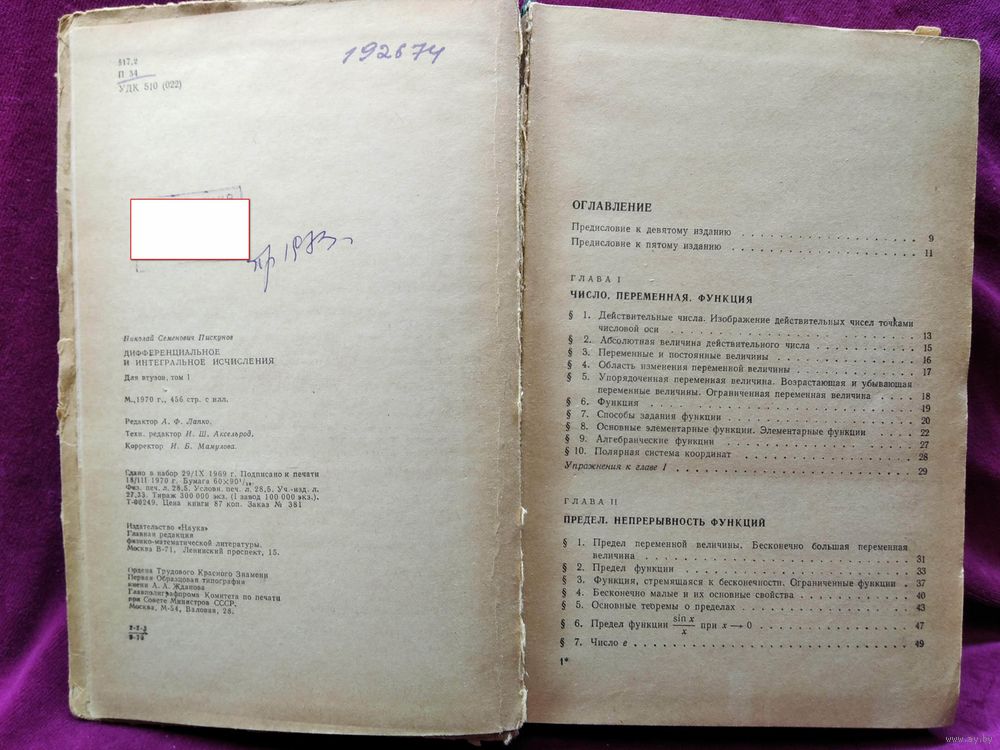 192674
517.2
П 34
УДК 510 (022)
пр 1973г.
Николай Семенович Пискунов
ДИФФЕРЕНЦИАЛЬНОЕ
И ИНТЕГРАЛЬНОЕ ИСЧИСЛЕНИЯ
Для втузов, том 1
М., 1970 г., 456 стр. с илл.
Редактор А. Ф. Лапко.
Техн. редактор И. Ш. Аксельрод.
Корректор И. Б. Мамулова.
Сдано в набор 29/IX 1969 г. Подписано к печати
18/III 1970 г. Бумага 60×90¹/₁₆.
Физ. печ. л. 28,5. Условн. печ. л. 28,5. Уч.-изд. л.
27,33. Тираж 300 000 экз. (1 завод 100 000 экз.).
Т-00249. Цена книги 87 коп. Заказ № 381
Издательство «Наука»
Главная редакция
физико-математической литературы.
Москва В-71, Ленинский проспект, 15.
Ордена Трудового Красного Знамени
Первая Образцовая типография
имени А. А. Жданова
Главполиграфпрома Комитета по печати
при Совете Министров СССР,
Москва, М-54, Валовая, 28.
2-2-3
ОГЛАВЛЕНИЕ
Предисловие к девятому изданию . . . . . . . . . . . . 9
Предисловие к пятому изданию . . . . . . . . . . . . 11
ГЛАВА I
ЧИСЛО. ПЕРЕМЕННАЯ. ФУНКЦИЯ
§ 1. Действительные числа. Изображение действительных чисел точками
числовой оси . . . . . . . . . . . . 13
§ 2. Абсолютная величина действительного числа . . . . . . 15
§ 3. Переменные и постоянные величины . . . . . . 16
§ 4. Область изменения переменной величины . . . . . . 17
§ 5. Упорядоченная переменная величина. Возрастающая и убывающая
переменные величины. Ограниченная переменная величина . . . 18
§ 6. Функция . . . . . . . . . . . . 19
§ 7. Способы задания функции . . . . . . . . . 20
§ 8. Основные элементарные функции. Элементарные функции . . . 22
§ 9. Алгебраические функции . . . . . . . . . 27
§ 10. Полярная система координат . . . . . . . . . 28
Упражнения к главе I . . . . . . . . . . . . 29
ГЛАВА II
ПРЕДЕЛ. НЕПРЕРЫВНОСТЬ ФУНКЦИЙ
§ 1. Предел переменной величины. Бесконечно большая переменная
величина . . . . . . . . . . . . 31
§ 2. Предел функции . . . . . . . . . . . . 33
§ 3. Функция, стремящаяся к бесконечности. Ограниченные функции . 37
§ 4. Бесконечно малые и их основные свойства . . . . . . 40
§ 5. Основные теоремы о пределах . . . . . . . . . 43
§ 6. Предел функции sin x / x при x → 0 . . . . . . . . . 47
§ 7. Число e . . . . . . . . . . . . 49
1*
www.ay.by